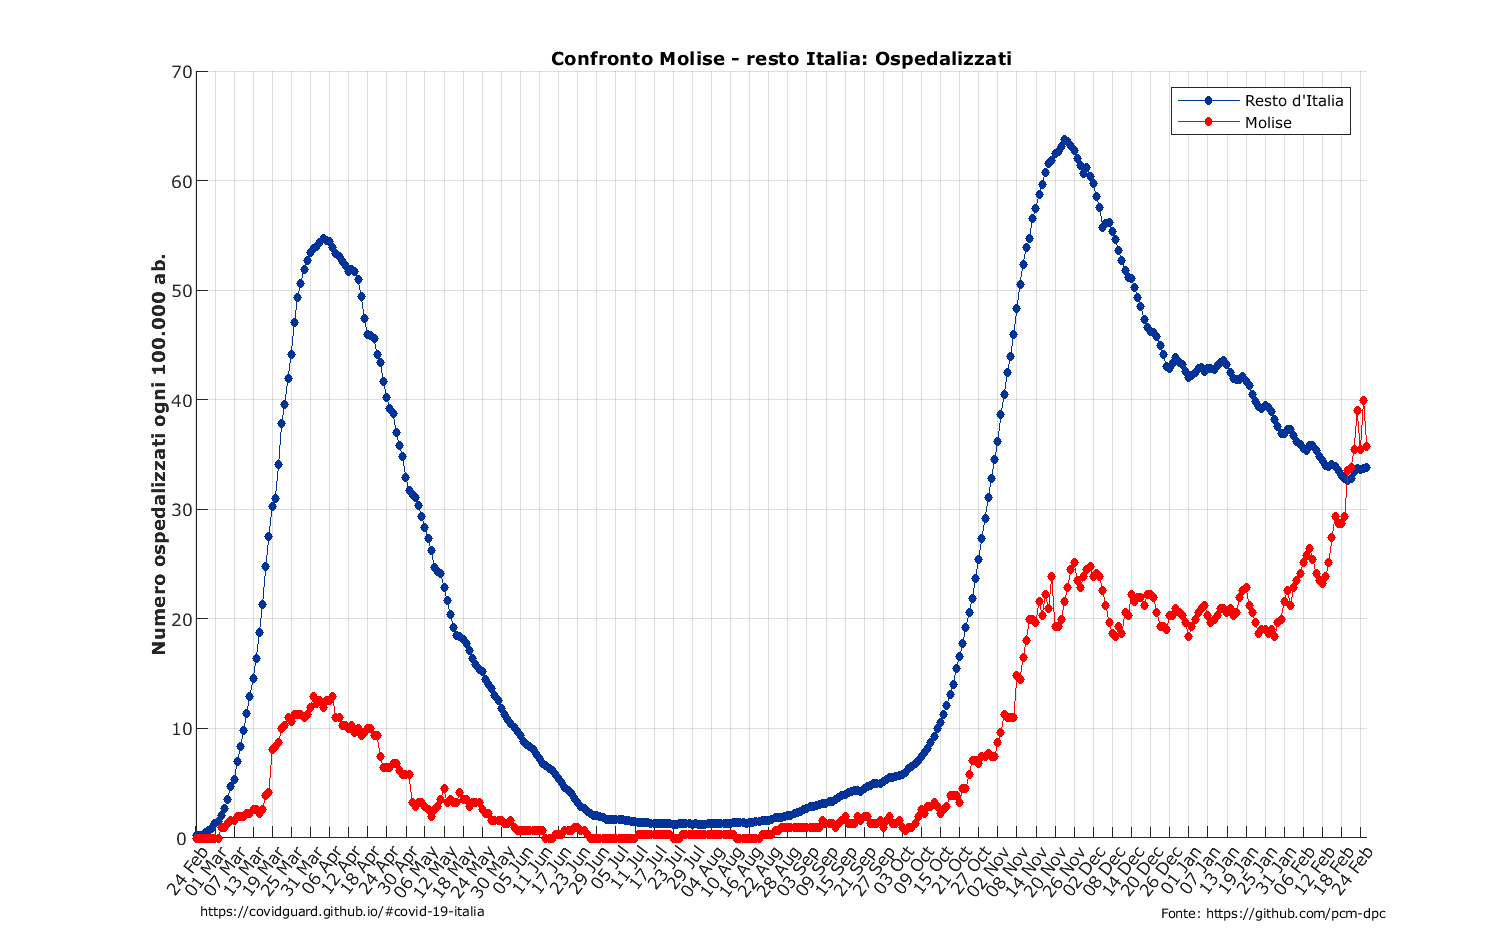 Confronto Molise - resto Italia: Ospedalizzati
Resto d'Italia
Molise
Numero ospedalizzati ogni 100.000 ab.
70
60
50
40
30
20
10
0
24 Feb
01 Mar
07 Mar
13 Mar
19 Mar
25 Mar
31 Mar
06 Apr
12 Apr
18 Apr
24 Apr
30 Apr
06 May
12 May
18 May
24 May
30 May
05 Jun
11 Jun
17 Jun
23 Jun
29 Jun
05 Jul
11 Jul
17 Jul
23 Jul
29 Jul
04 Aug
10 Aug
16 Aug
22 Aug
28 Aug
03 Sep
09 Sep
15 Sep
21 Sep
27 Sep
03 Oct
09 Oct
15 Oct
21 Oct
27 Oct
02 Nov
08 Nov
14 Nov
20 Nov
26 Nov
02 Dec
08 Dec
14 Dec
20 Dec
26 Dec
01 Jan
07 Jan
13 Jan
19 Jan
25 Jan
31 Jan
06 Feb
12 Feb
18 Feb
24 Feb
https://covidguard.github.io/#covid-19-italia
Fonte: https://github.com/pcm-dpc